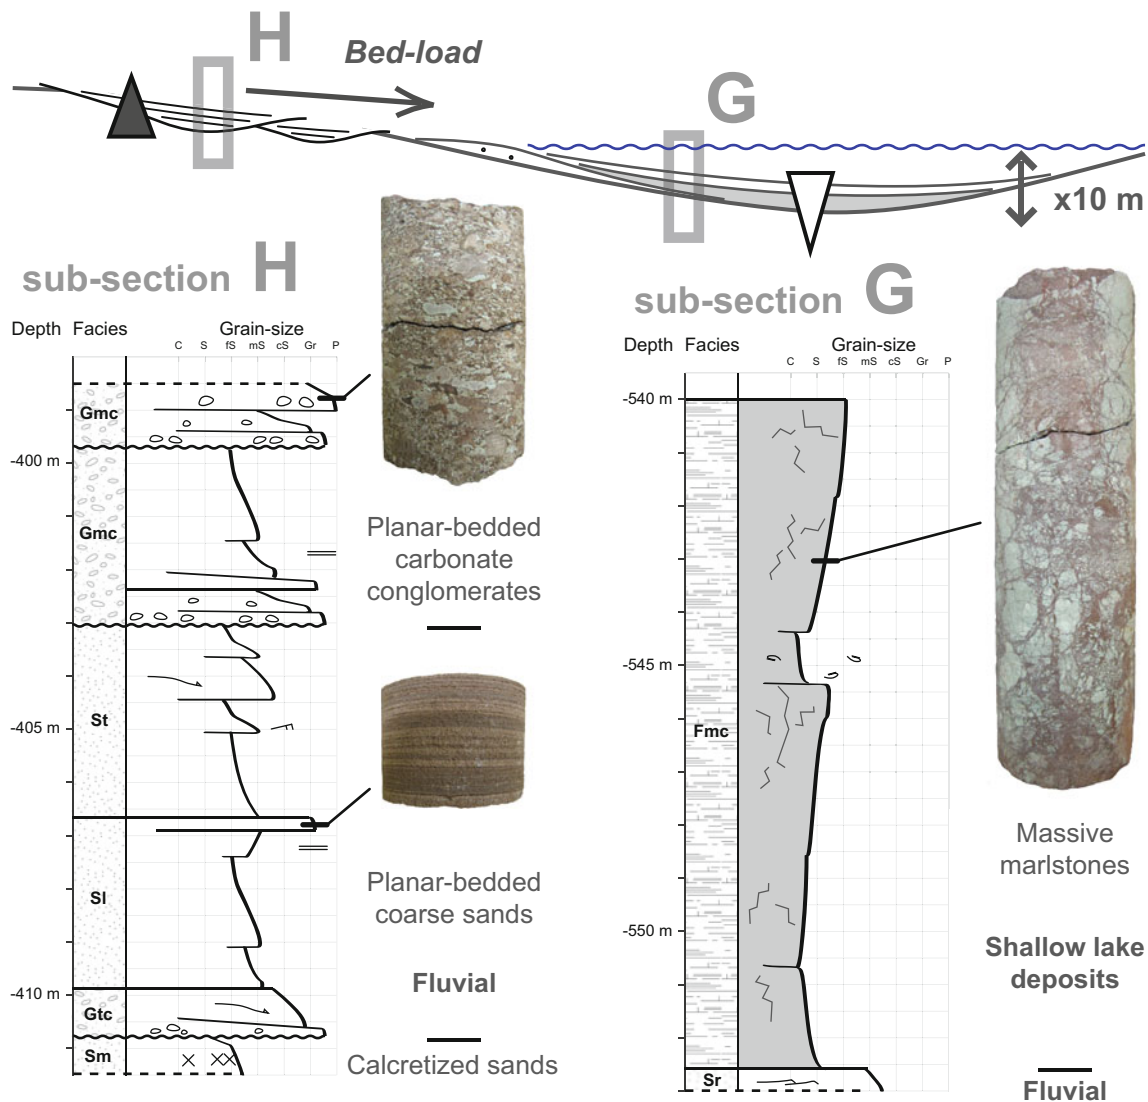 H
Bed-load
G
x10 m
sub-section H
Depth Facies Grain-size
C S fS mS cS Gr P
Gmc
-400 m
Gmc
St
-405 m
Sl
-410 m
Gtc
Sm
Planar-bedded
carbonate
conglomerates
Planar-bedded
coarse sands
Fluvial
Calcretized sands
sub-section G
Depth Facies Grain-size
C S fS mS cS Gr P
-540 m
-545 m
Fmc
-550 m
Sr
Massive
marlstones
Shallow lake
deposits
Fluvial